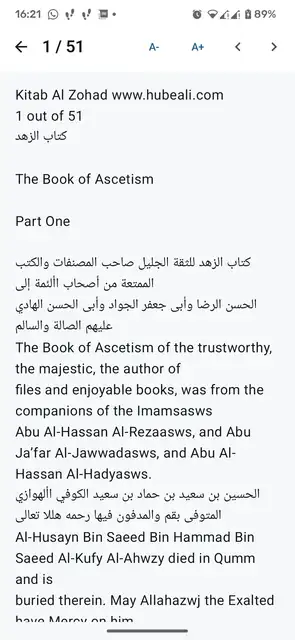 16:21
89%
1 / 51
A-
A+
Kitab Al Zohad www.hubeali.com
1 out of 51
كتاب الزهد
The Book of Ascetism
Part One
كتاب الزهد للثقة الجليل صاحب المصنفات والكتب
الممتعة من أصحاب األئمة إلى
الحسن الرضا وأبى جعفر الجواد وأبى الحسن الهادي
عليهم الصالة والسالم
The Book of Ascetism of the trustworthy,
the majestic, the author of
files and enjoyable books, was from the
companions of the Imamsasws
Abu Al-Hassan Al-Rezaasws, and Abu
Ja’far Al-Jawwadasws, and Abu Al-
Hassan Al-Hadyasws.
الحسين بن سعيد بن حماد بن سعيد الكوفي األهوازي
المتوفى بقم والمدفون فيها رحمه هللا تعالى
Al-Husayn Bin Saeed Bin Hammad Bin
Saeed Al-Kufy Al-Ahwzy died in Qumm
and is
buried therein. May Allahazwj the Exalted
have Mercy on him